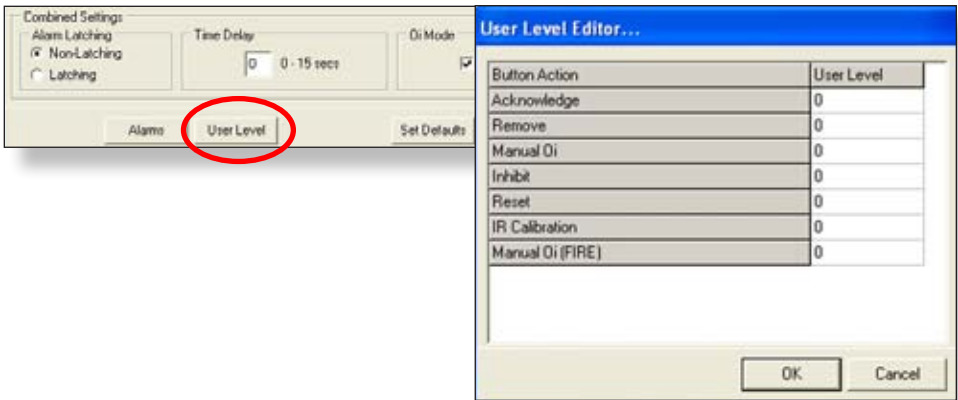 Combined Settings
Alarm Latching Time Delay Oi Mode
Non-Latching
0 0 - 15 secs
Latching
Alarms User Level Set Defaults
User Level Editor...
Button Action User Level
Acknowledge 0
Remove 0
Manual Oi 0
Inhibit 0
Reset 0
IR Calibration 0
Manual Oi (FIRE) 0
OK Cancel